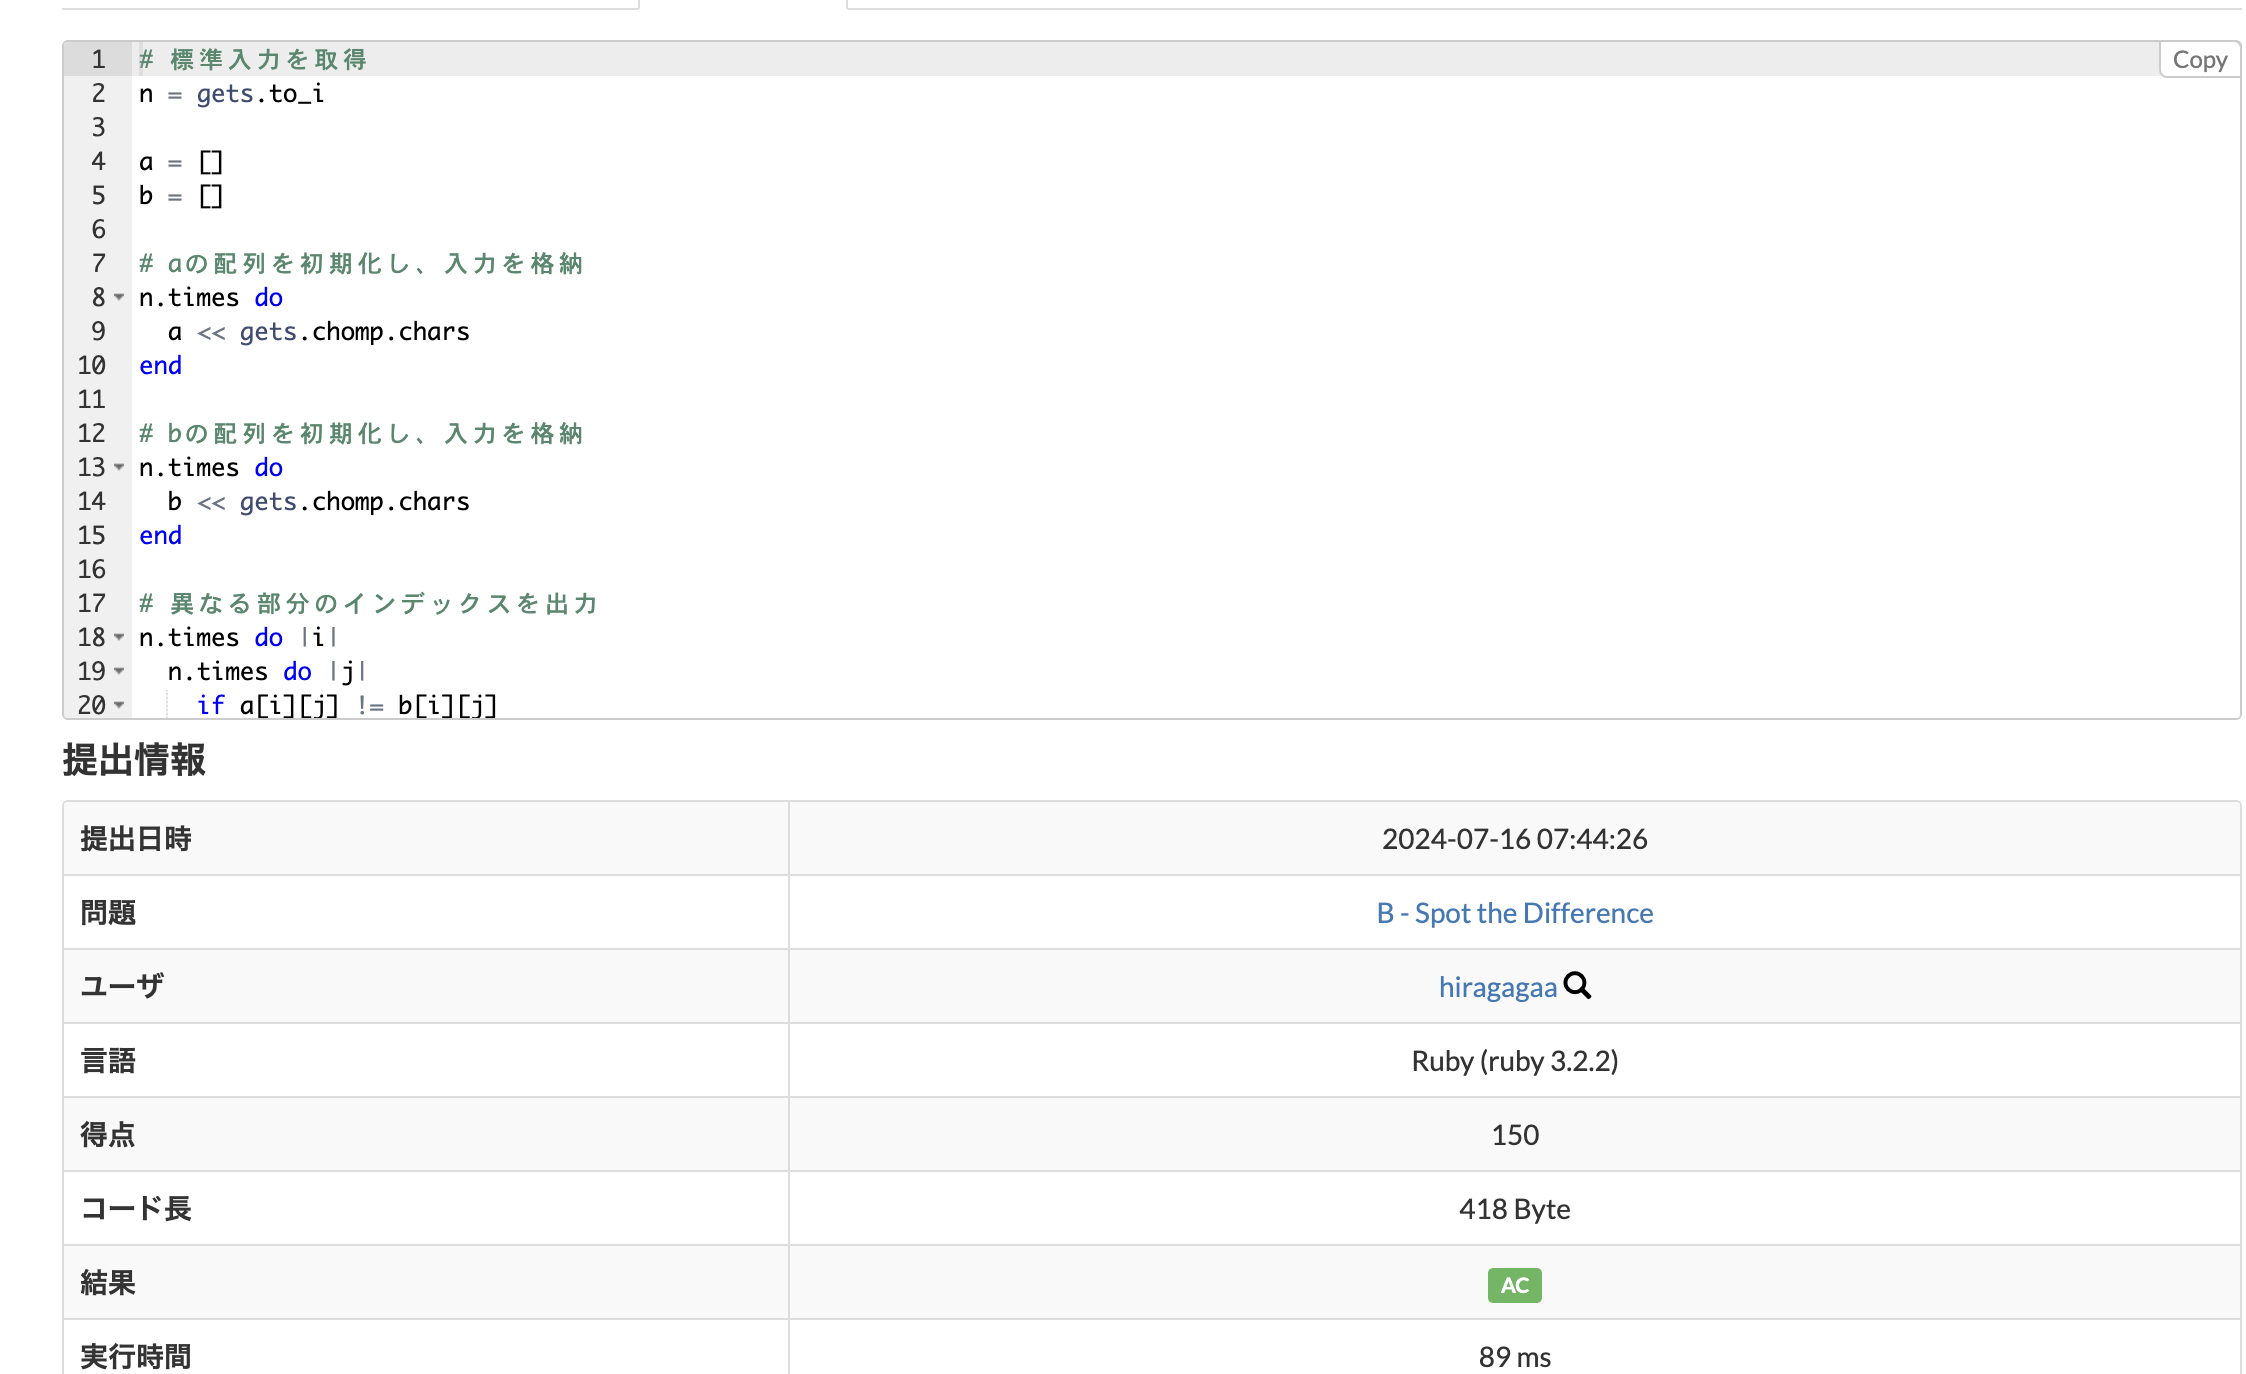 1 # 標準入力を取得
Copy
2 n = gets.to_i
3
4 a = []
5 b = []
6
7 # aの配列を初期化し、入力を格納
8 n.times do
9   a << gets.chomp.chars
10 end
11
12 # bの配列を初期化し、入力を格納
13 n.times do
14   b << gets.chomp.chars
15 end
16
17 # 異なる部分のインデックスを出力
18 n.times do |i|
19   n.times do |j|
20     if a[i][j] != b[i][j]
提出情報
提出日時 2024-07-16 07:44:26
問題 B - Spot the Difference
ユーザ hiragagaa
言語 Ruby (ruby 3.2.2)
得点 150
コード長 418 Byte
結果 AC
実行時間 89 ms